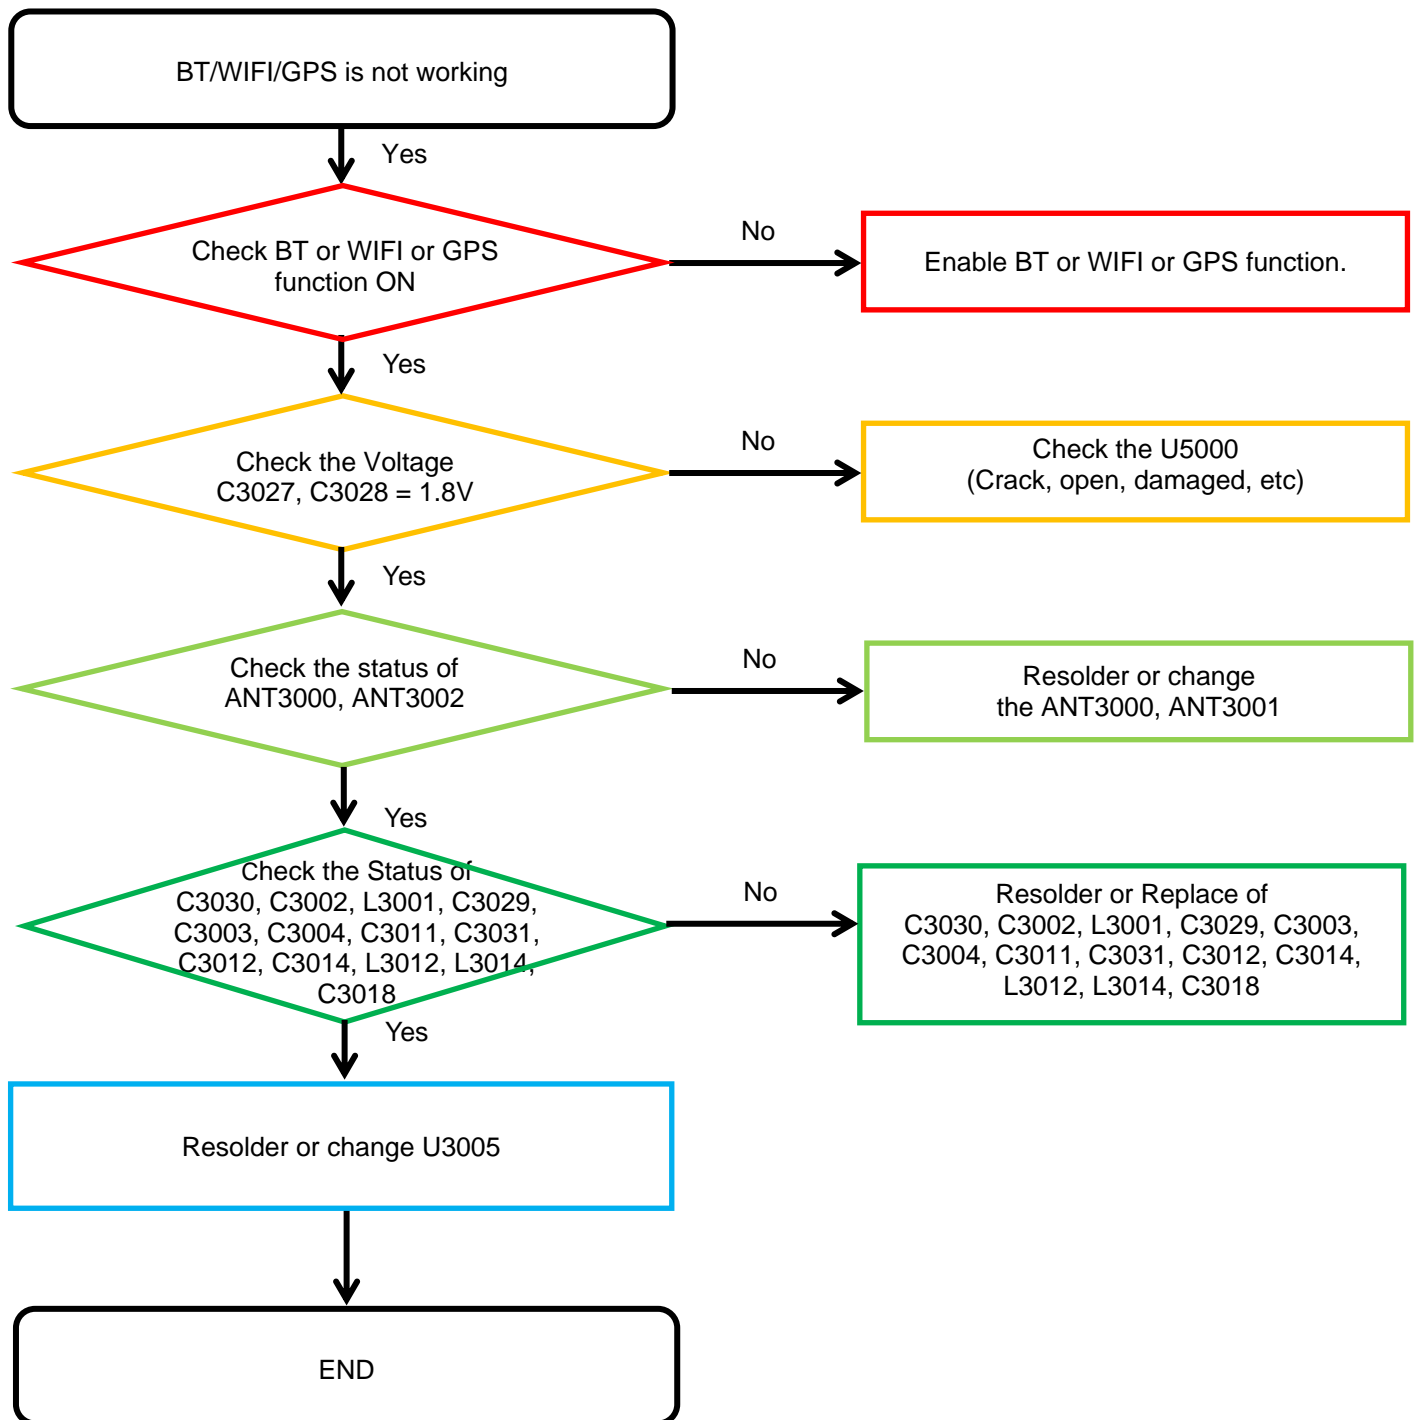 BT/WIFI/GPS is not working
Yes
Check BT or WIFI or GPS
function ON
No
Enable BT or WIFI or GPS function.
Yes
Check the Voltage
C3027, C3028 = 1.8V
No
Check the U5000
(Crack, open, damaged, etc)
Yes
Check the status of
ANT3000, ANT3002
No
Resolder or change
the ANT3000, ANT3001
Yes
Check the Status of
C3030, C3002, L3001, C3029,
C3003, C3004, C3011, C3031,
C3012, C3014, L3012, L3014,
C3018
No
Resolder or Replace of
C3030, C3002, L3001, C3029, C3003,
C3004, C3011, C3031, C3012, C3014,
L3012, L3014, C3018
Yes
Resolder or change U3005
END